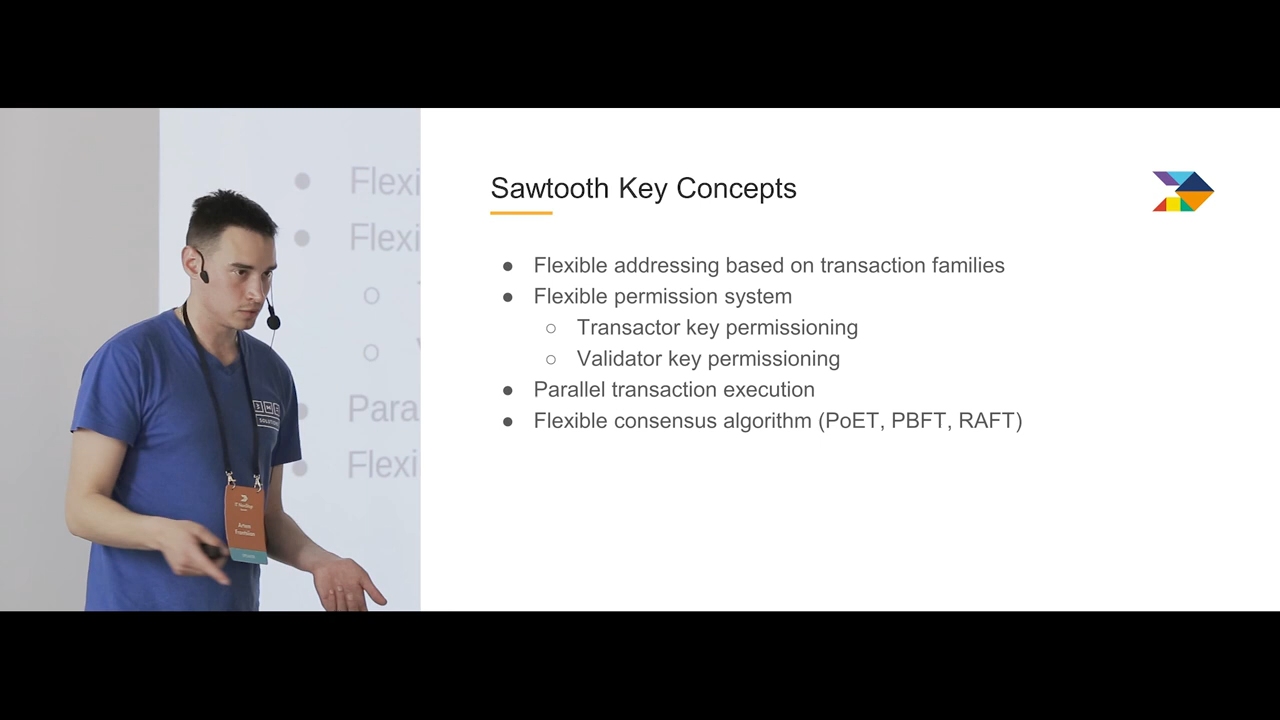 Sawtooth Key Concepts
● Flexible addressing based on transaction families
● Flexible permission system
○ Transactor key permissioning
○ Validator key permissioning
● Parallel transaction execution
● Flexible consensus algorithm (PoET, PBFT, RAFT)
● Flexi
● Flexi
○
○
● Para
● Flexi